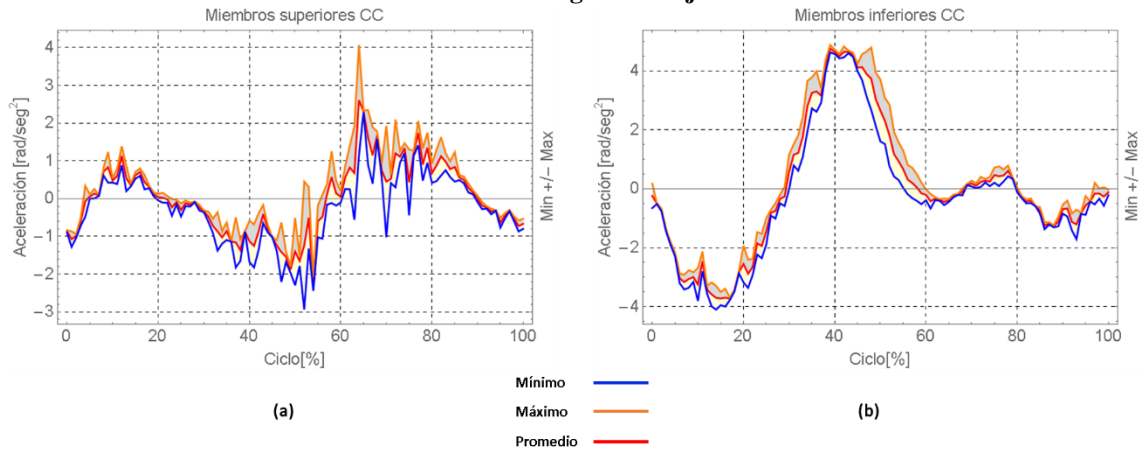 Miembros superiores CC
Aceleración [rad/seg²]
4
3
2
1
0
−1
−2
−3
0
20
40
60
80
100
Ciclo[%]
Min +/− Max
(a)
Miembros inferiores CC
Aceleración [rad/seg²]
4
2
0
−2
−4
0
20
40
60
80
100
Ciclo[%]
Min +/− Max
(b)
Mínimo
Máximo
Promedio